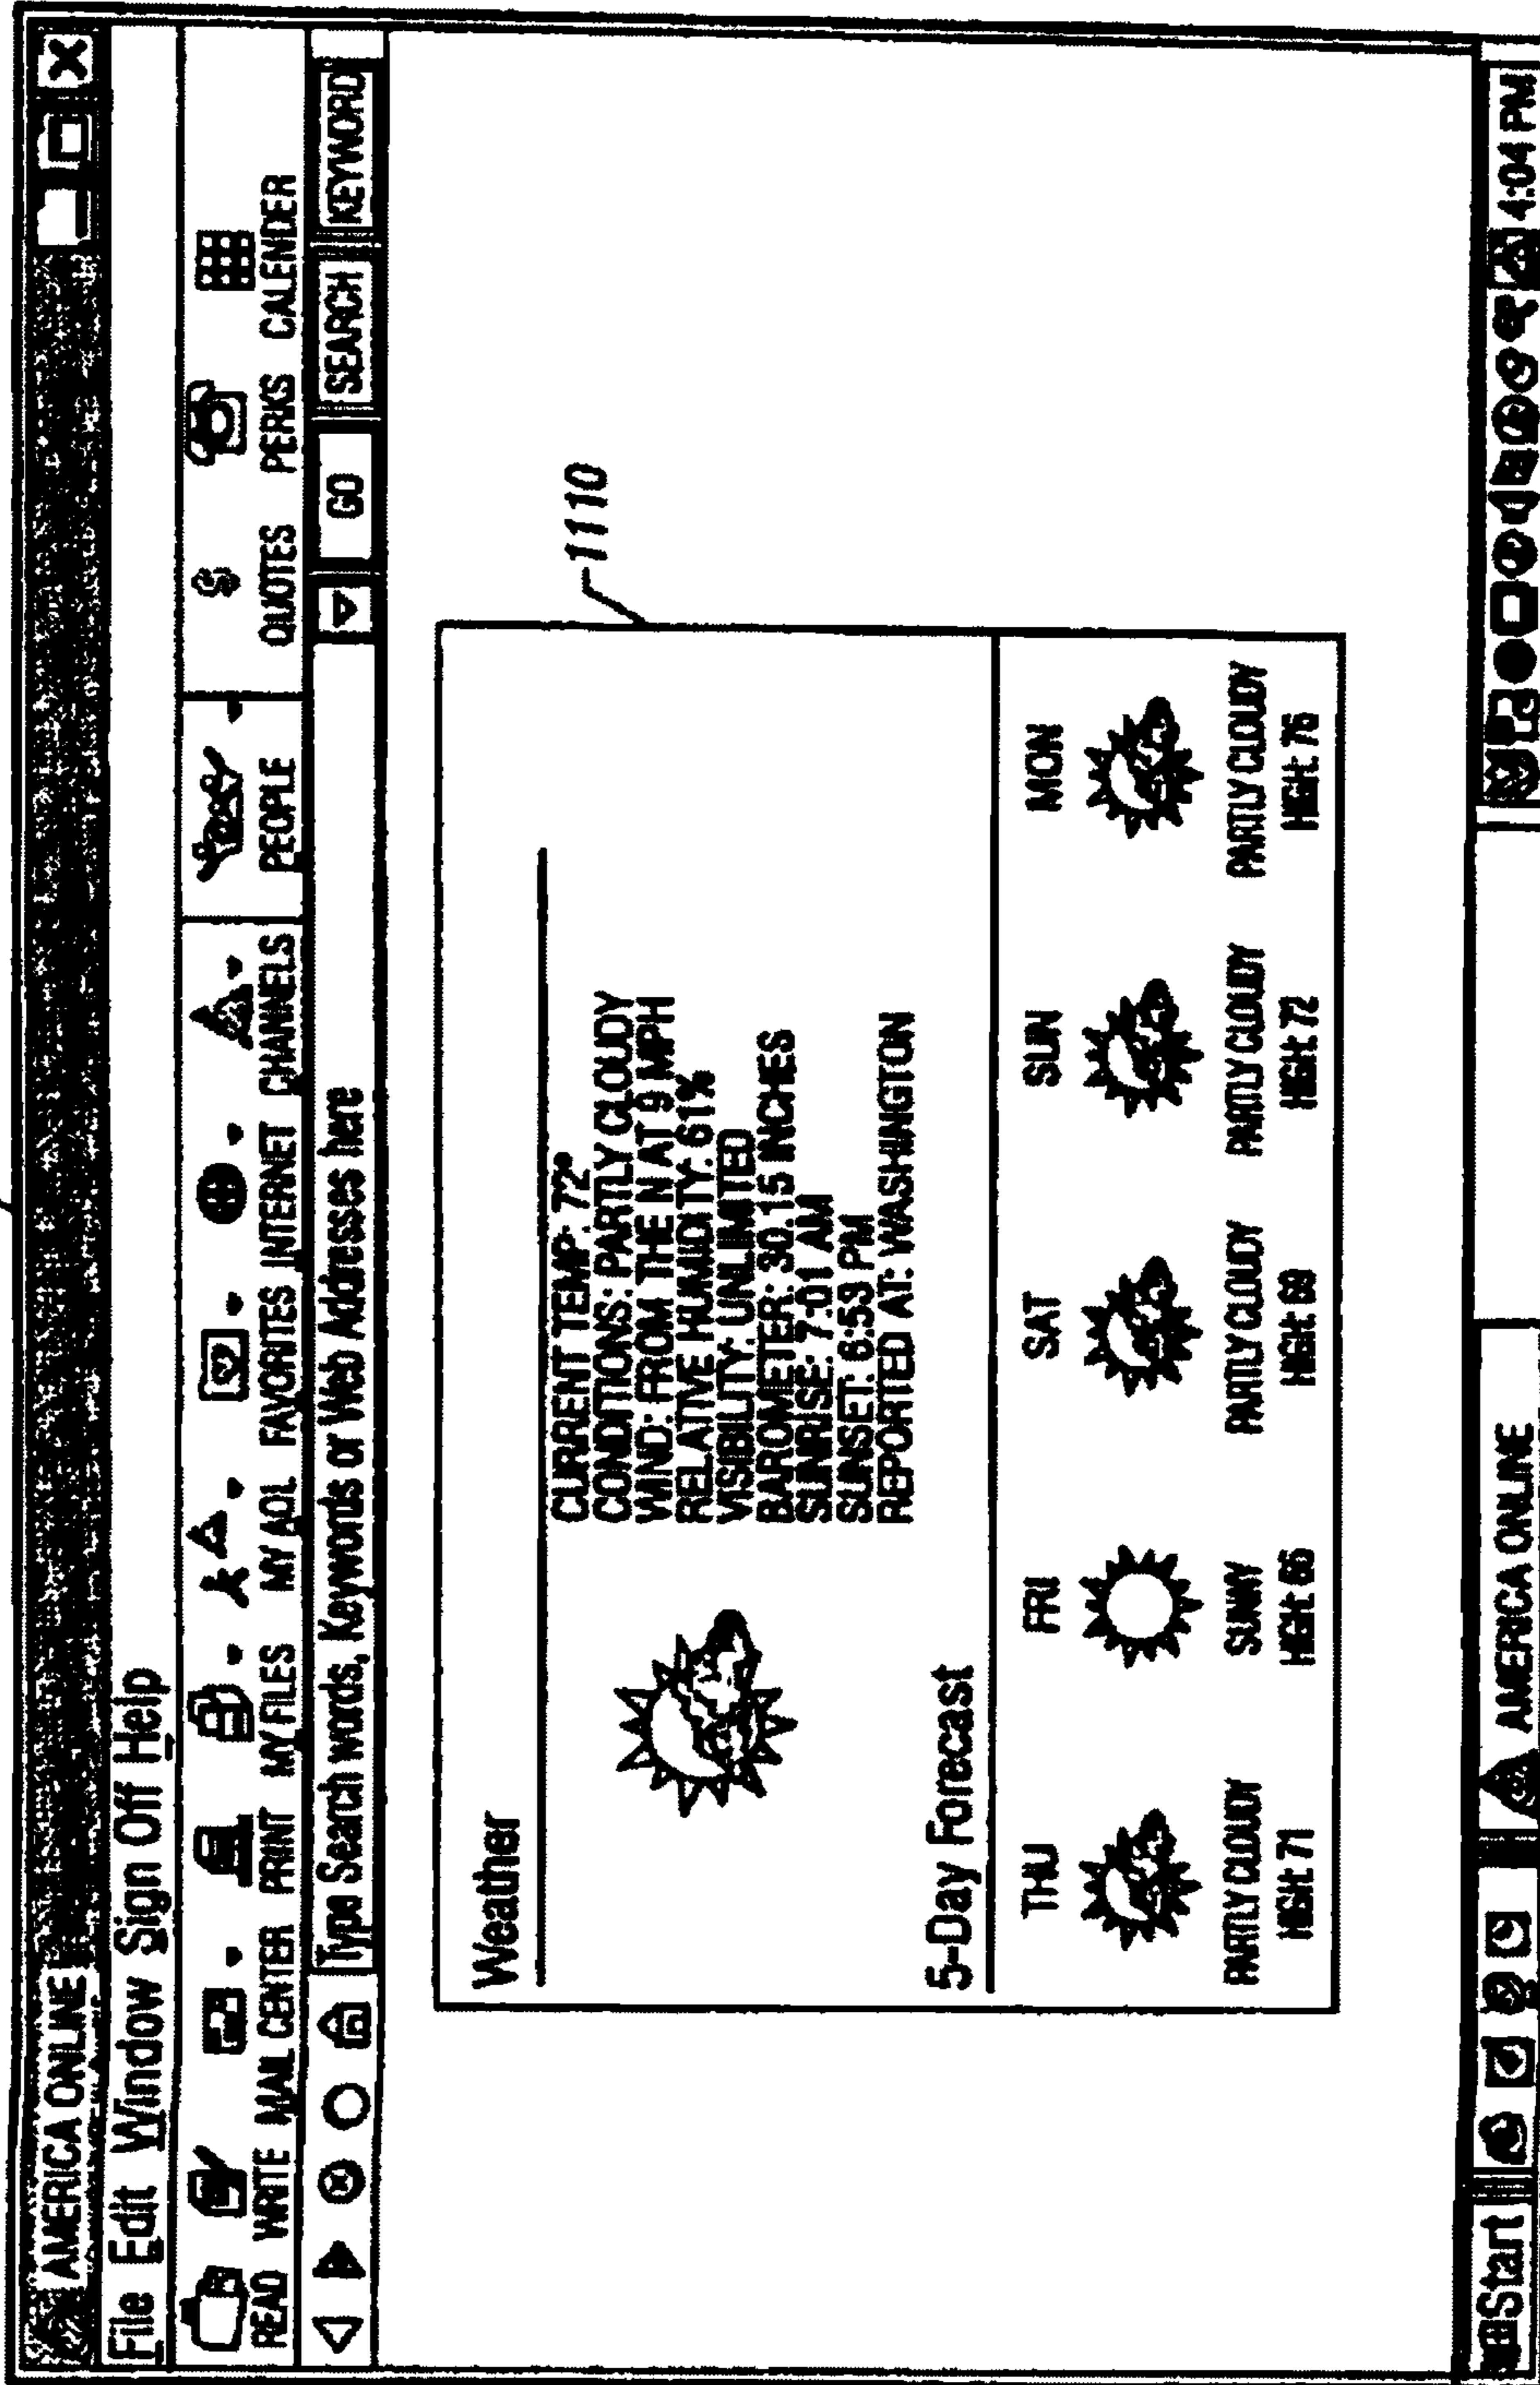 AMERICA ONLINE
File Edit Window Sign Off Help
READ WRITE MAIL CENTER PRINT MY FILES MY AOL FAVORITES INTERNET CHANNELS PEOPLE QUOTES PERKS CALENDER
Type Search words, Keywords or Web Addresses here GO SEARCH KEYWORD
1110
Weather
CURRENT TEMP: 72°
CONDITIONS: PARTLY CLOUDY
WIND: FROM THE N AT 9 MPH
RELATIVE HUMIDITY: 61%
VISIBILITY: UNLIMITED
BAROMETER: 30.15 INCHES
SUNRISE: 7:01 AM
SUNSET: 6:53 PM
REPORTED AT: WASHINGTON
5-Day Forecast
THU FRI SAT SUN MON
PARTLY CLOUDY SUNNY PARTLY CLOUDY PARTLY CLOUDY PARTLY CLOUDY
HIGH: 71 HIGH: HIGH: HIGH: 72 HIGH:
Start AMERICA ONLINE 4:04 PM